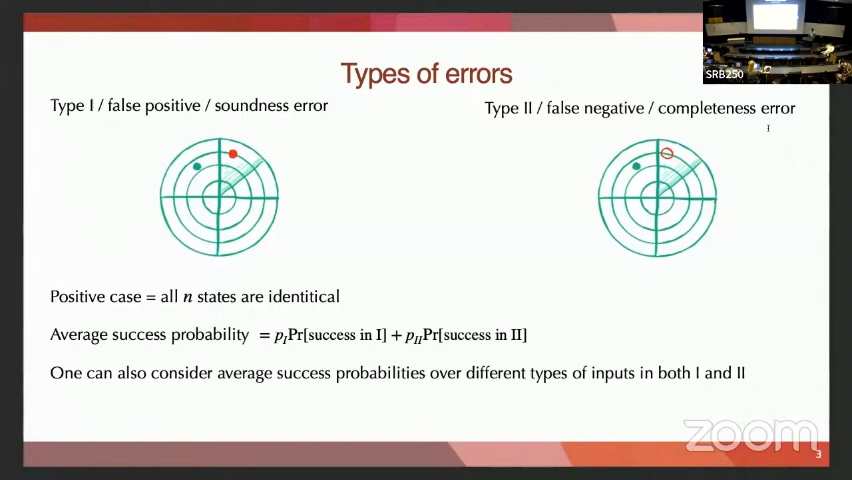 SRB250
Types of errors
Type I / false positive / soundness error
Type II / false negative / completeness error
Positive case = all n states are identitical
Average success probability = p_I Pr[success in I] + p_II Pr[success in II]
One can also consider average success probabilities over different types of inputs in both I and II
zoom
3